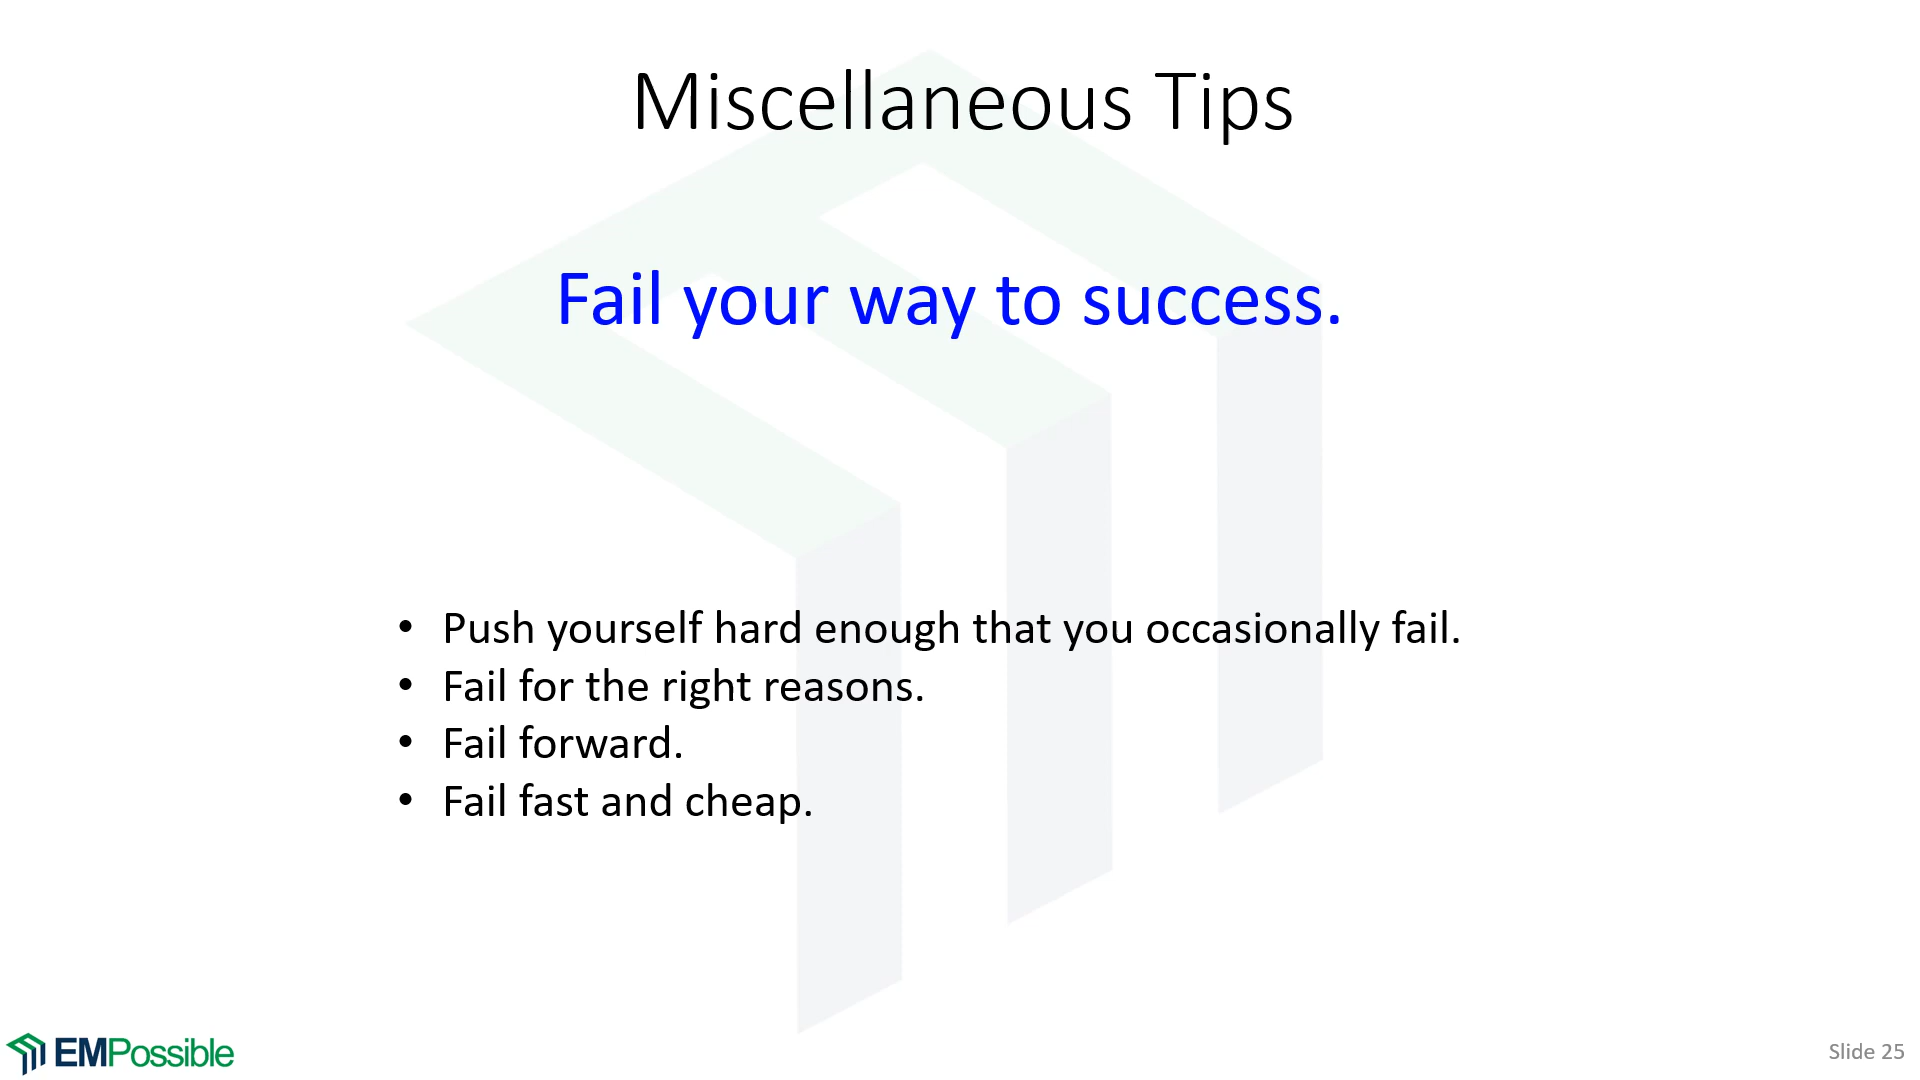 Miscellaneous Tips
Fail your way to success.
• Push yourself hard enough that you occasionally fail.
• Fail for the right reasons.
• Fail forward.
• Fail fast and cheap.
EMPossible
Slide 25